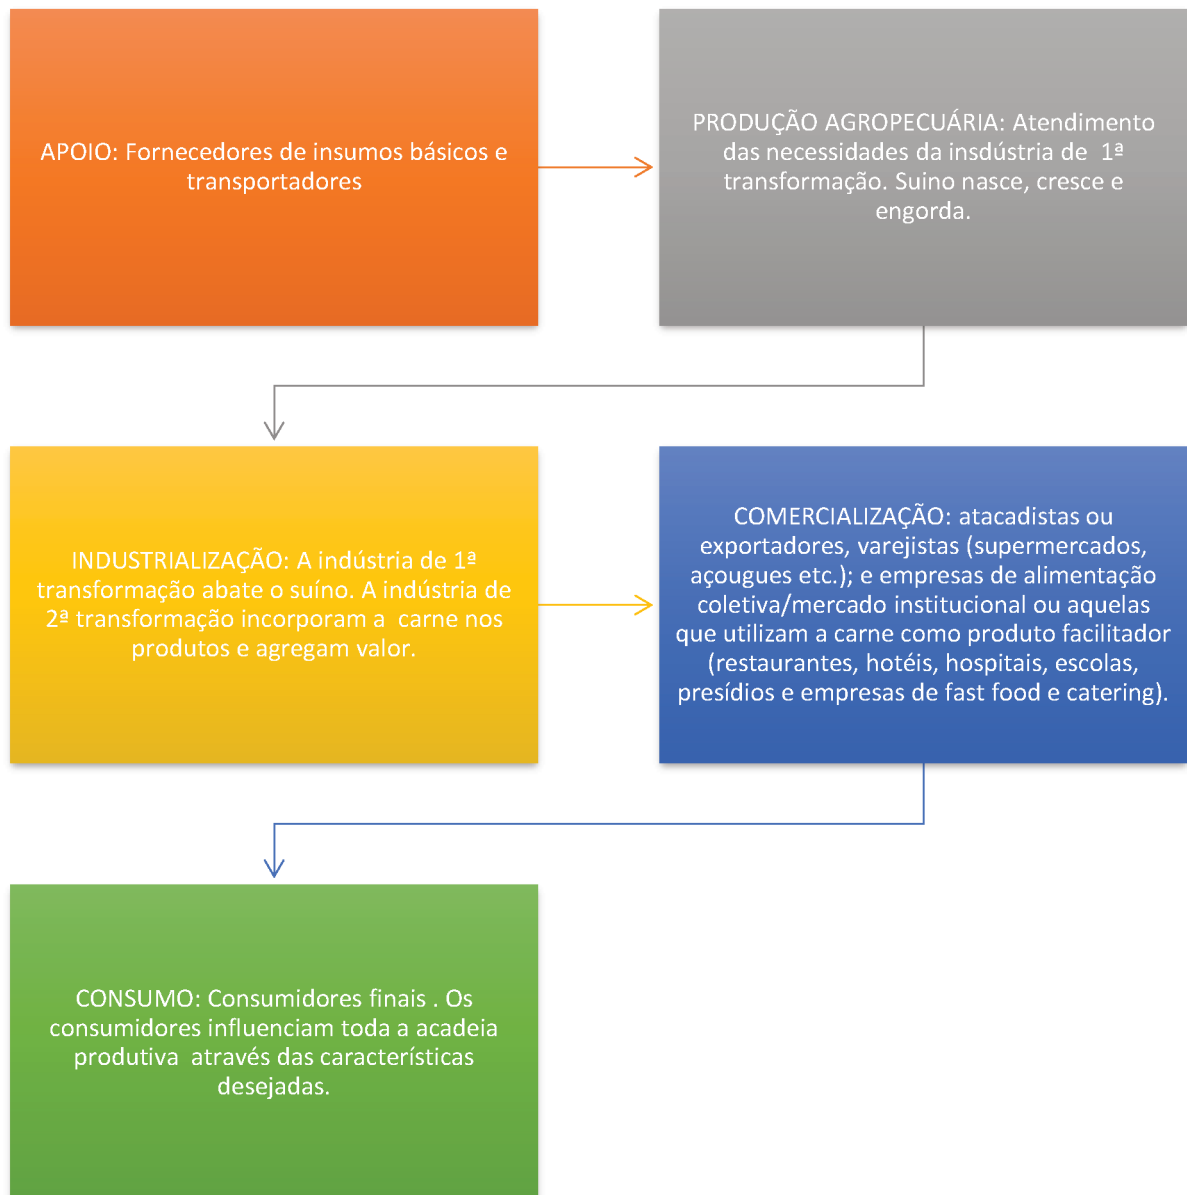 APOIO: Fornecedores de insumos básicos e
transportadores
PRODUÇÃO AGROPECUÁRIA: Atendimento
das necessidades da insdústria de 1ª
transformação. Suino nasce, cresce e
engorda.
INDUSTRIALIZAÇÃO: A indústria de 1ª
transformação abate o suíno. A indústria de
2ª transformação incorporam a carne nos
produtos e agregam valor.
COMERCIALIZAÇÃO: atacadistas ou
exportadores, varejistas (supermercados,
açougues etc.); e empresas de alimentação
coletiva/mercado institucional ou aquelas
que utilizam a carne como produto facilitador
(restaurantes, hotéis, hospitais, escolas,
presídios e empresas de fast food e catering).
CONSUMO: Consumidores finais . Os
consumidores influenciam toda a acadeia
produtiva através das características
desejadas.